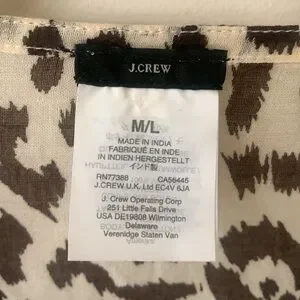 J.CREW
M/L
MADE IN INDIA
FABRIQUÉ EN INDE
IN INDIEN HERGESTELLT
インド製
RN77388 CA56445
J.CREW U.K. Ltd EC4V 6JA
J. Crew Operating Corp
251 Little Falls Drive
USA DE19808 Wilmington
Delaware
Verenidge Staten Van